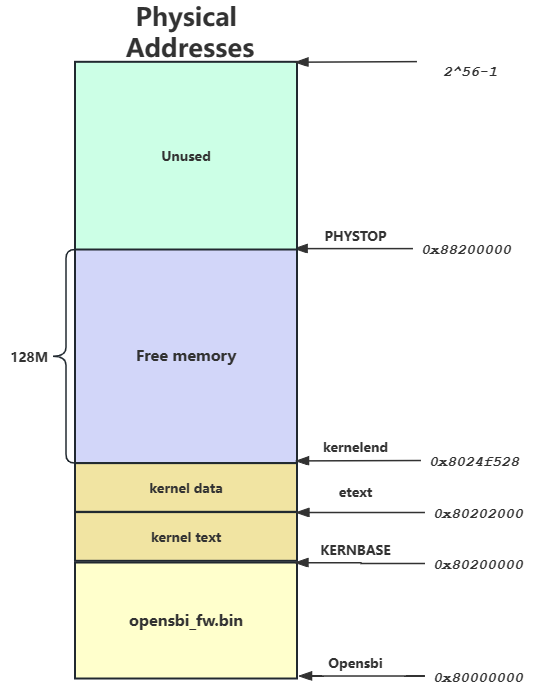 Physical
Addresses
2^56-1
Unused
PHYSTOP
0x88200000
128M
Free memory
kernelend
0x8024f528
kernel data
etext
0x80202000
kernel text
KERNBASE
0x80200000
opensbi_fw.bin
Opensbi
0x80000000